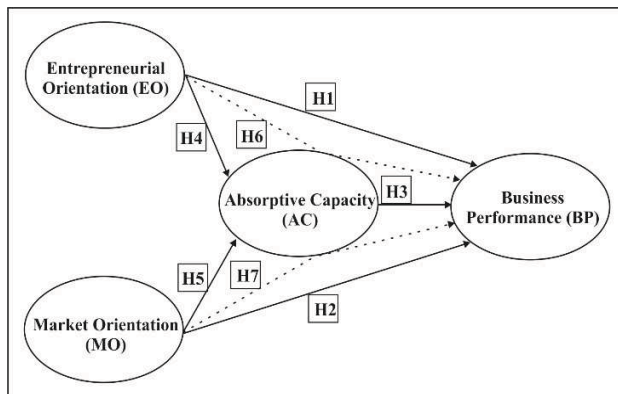 Entrepreneurial
Orientation (EO)
H1
H4
H6
Absorptive Capacity
(AC)
H3
Business
Performance (BP)
H5
H7
H2
Market Orientation
(MO)